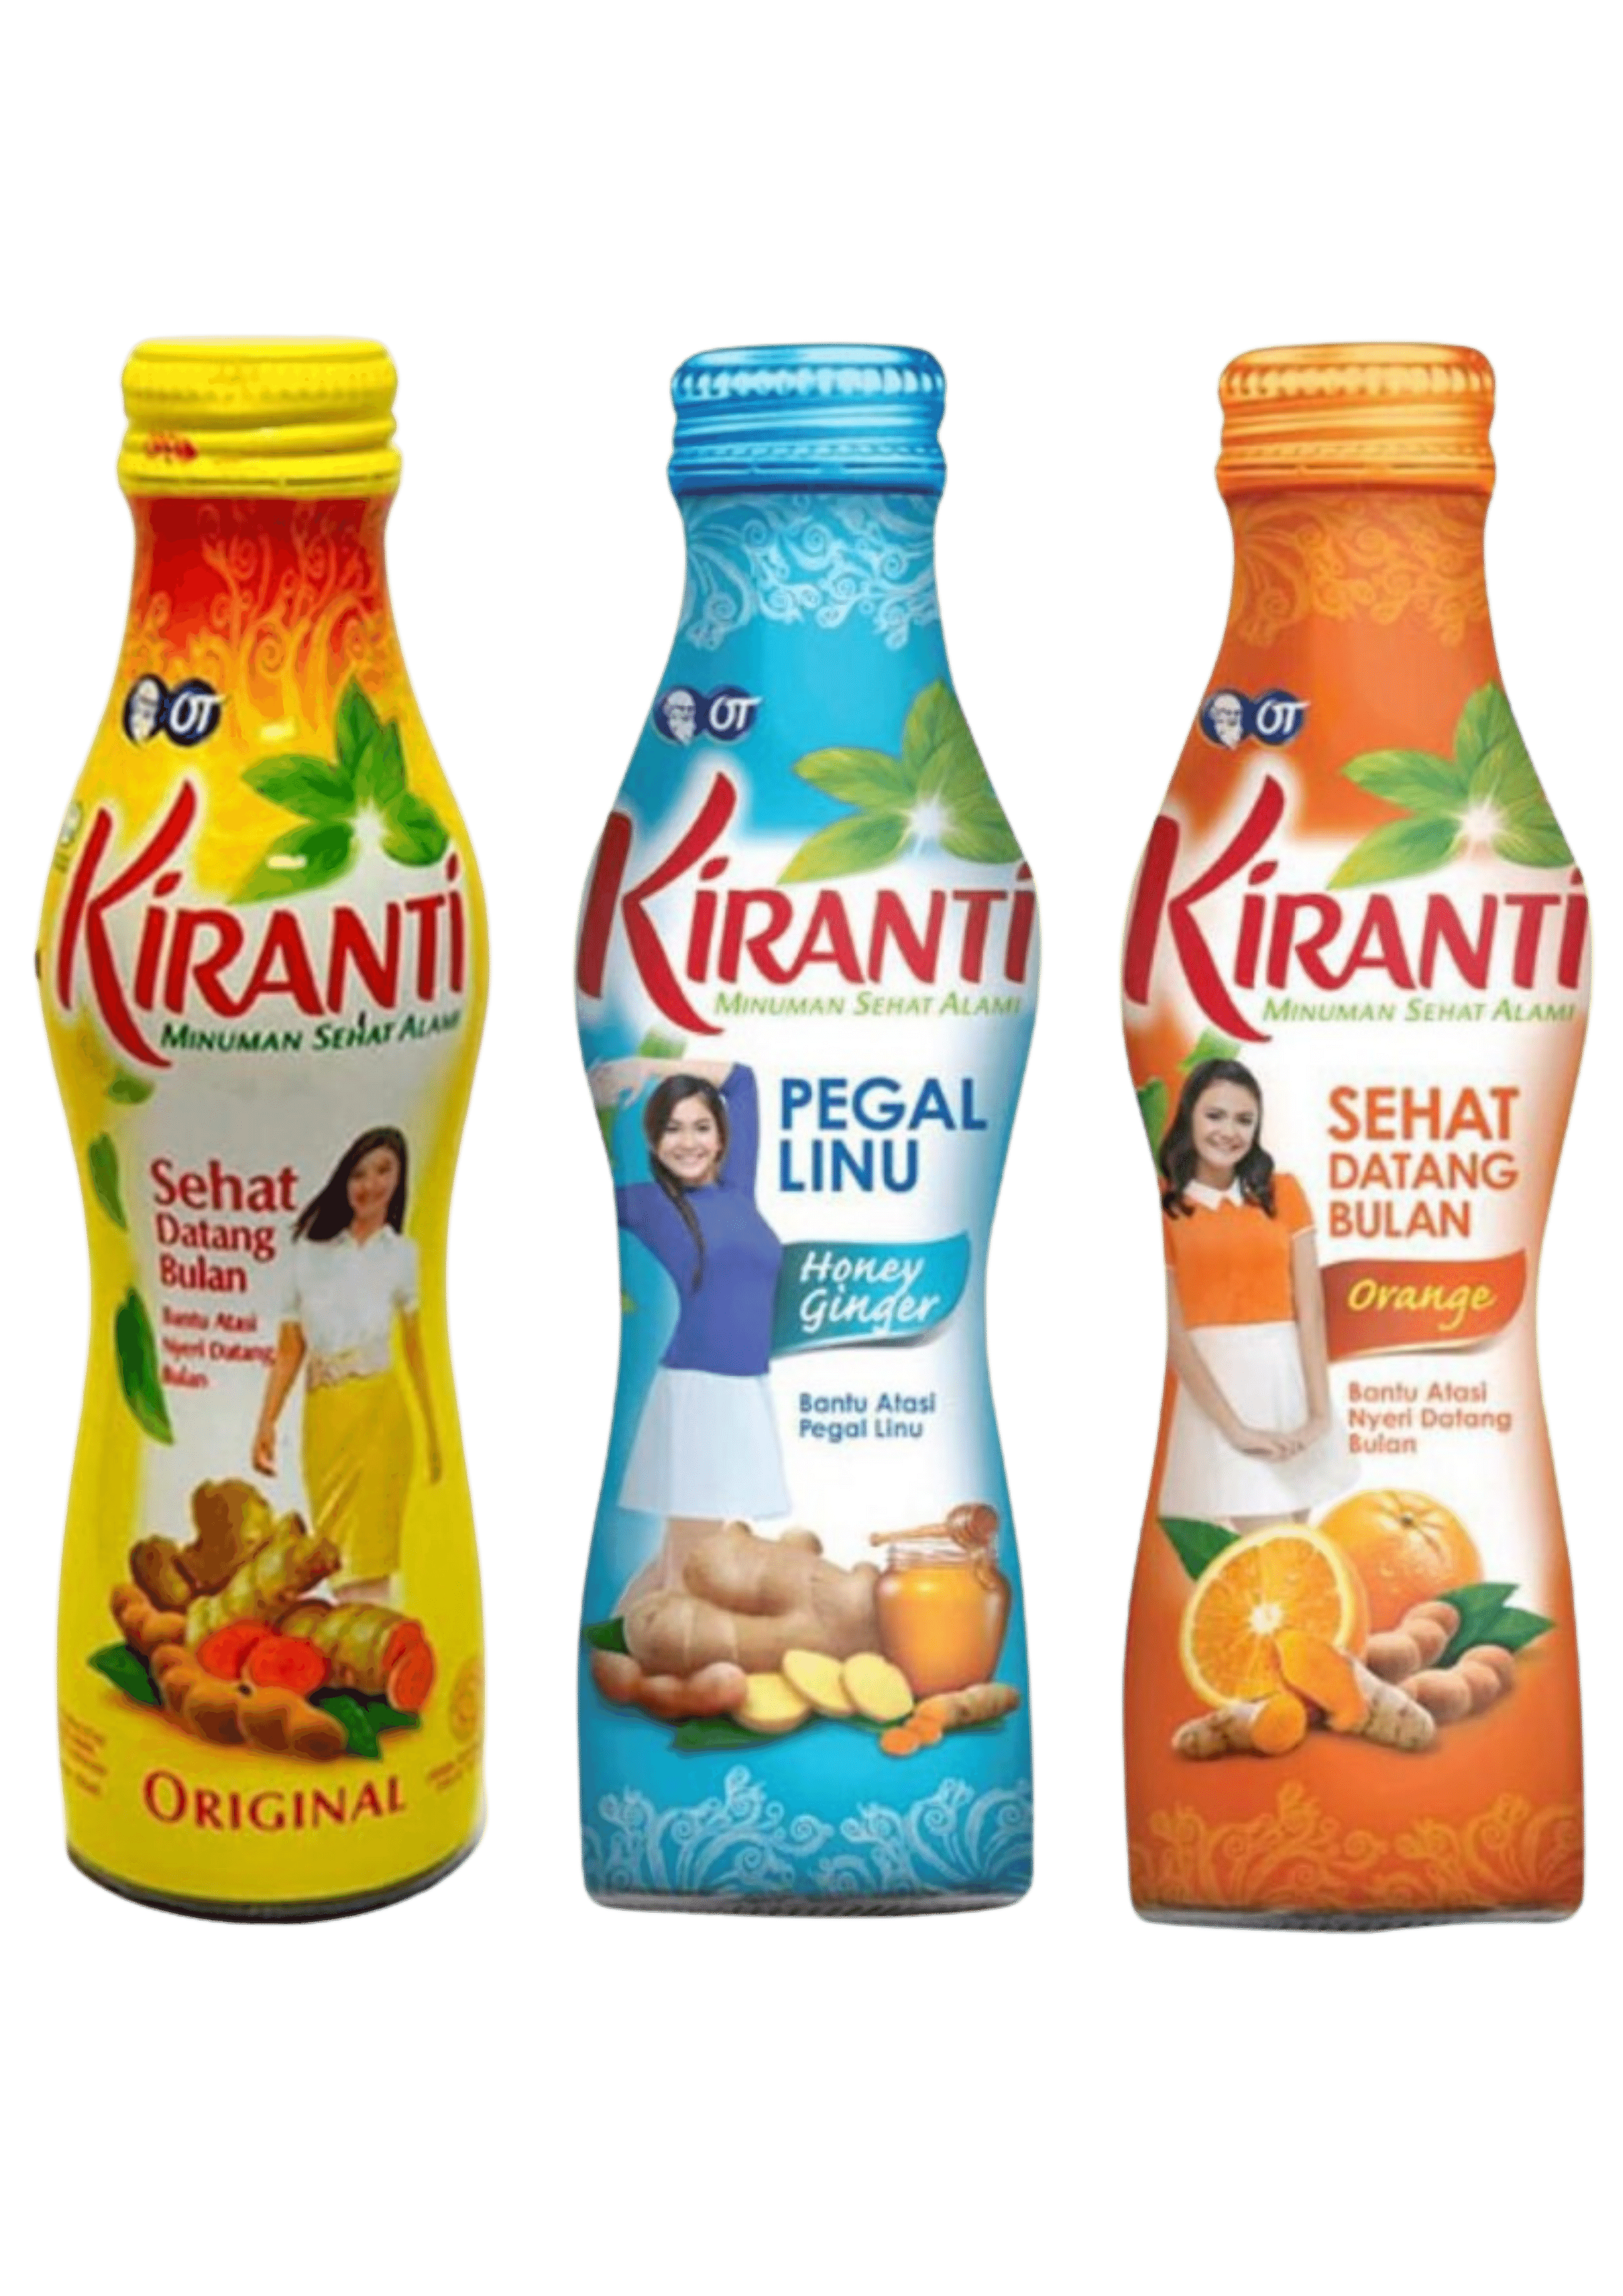 OT
KIRANTI
MINUMAN SEHAT ALAMI
Sehat
Datang
Bulan
Bantu Atasi
Nyeri Datang
Bulan
ORIGINAL
OT
KIRANTI
MINUMAN SEHAT ALAMI
PEGAL
LINU
Honey
Ginger
Bantu Atasi
Pegal Linu
OT
KIRANTI
MINUMAN SEHAT ALAMI
SEHAT
DATANG
BULAN
Orange
Bantu Atasi
Nyeri Datang
Bulan